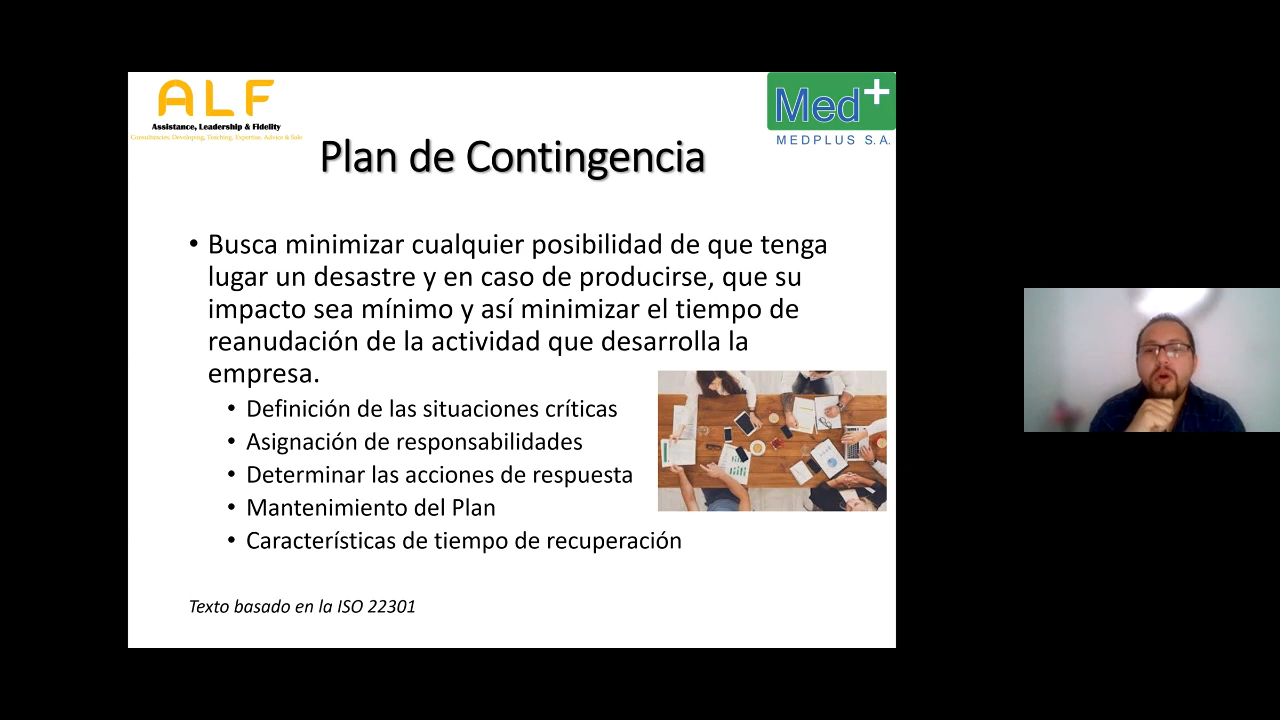 ALF
Assistance, Leadership & Fidelity
Consultancies, Developing, Teaching, Expertise, Advice & Sale
Med+
MEDPLUS S.A.
Plan de Contingencia
• Busca minimizar cualquier posibilidad de que tenga
lugar un desastre y en caso de producirse, que su
impacto sea mínimo y así minimizar el tiempo de
reanudación de la actividad que desarrolla la
empresa.
• Definición de las situaciones críticas
• Asignación de responsabilidades
• Determinar las acciones de respuesta
• Mantenimiento del Plan
• Características de tiempo de recuperación
Texto basado en la ISO 22301